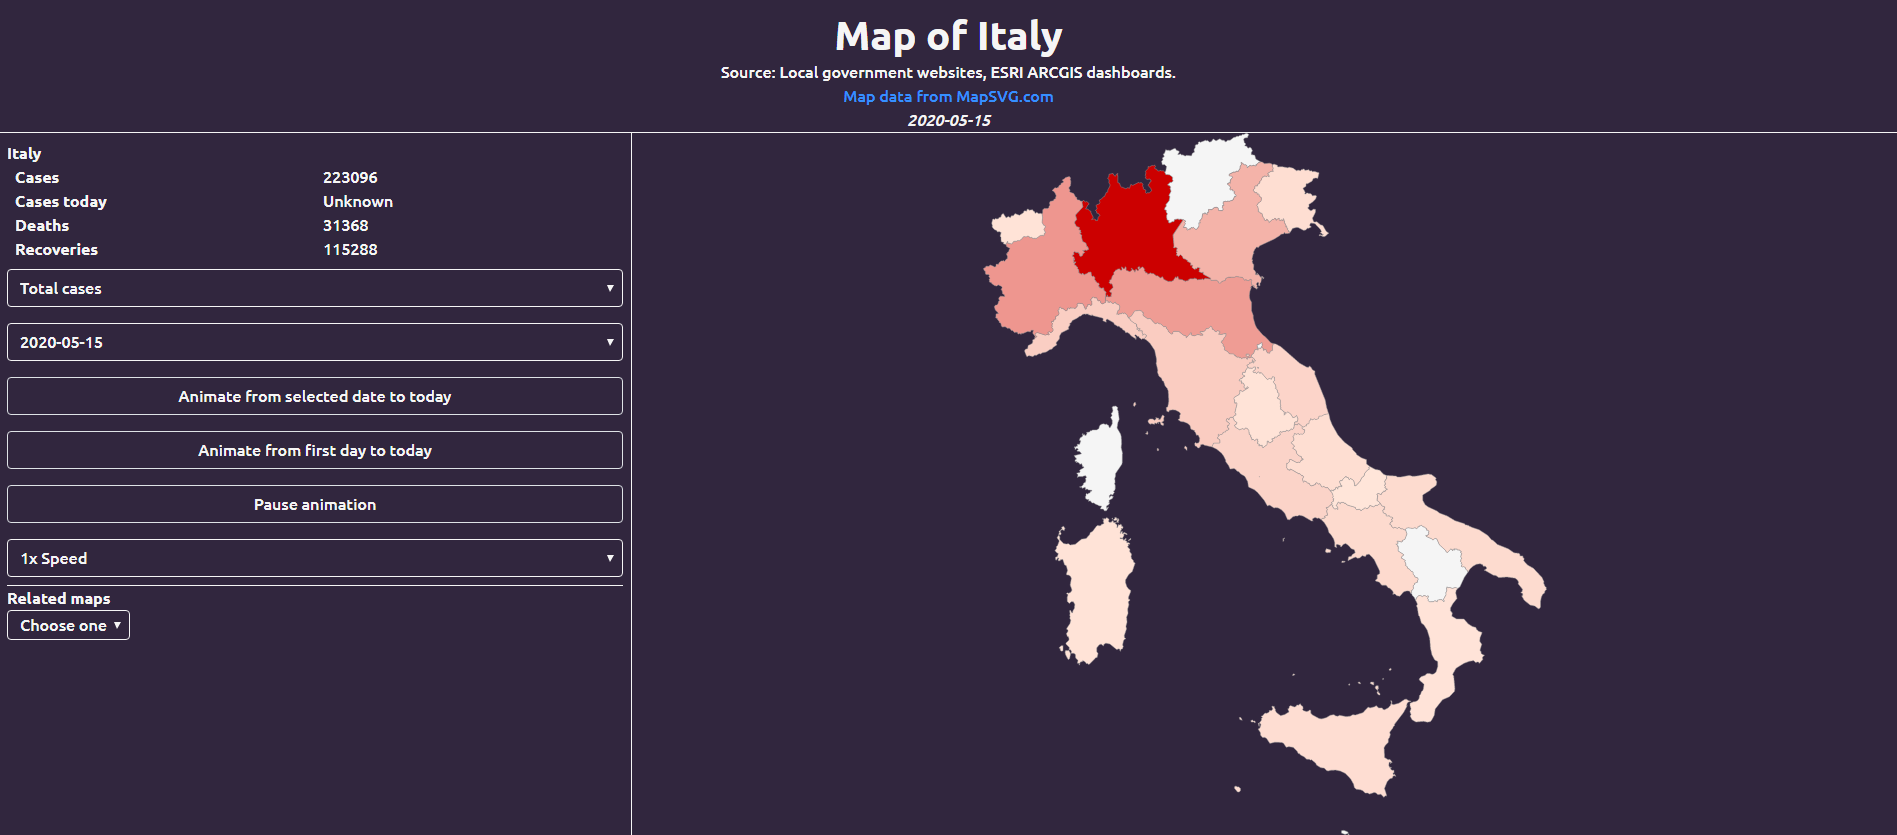 Map of Italy
Source: Local government websites, ESRI ARCGIS dashboards.
Map data from MapSVG.com
2020-05-15
Italy
Cases 223096
Cases today Unknown
Deaths 31368
Recoveries 115288
Total cases
2020-05-15
Animate from selected date to today
Animate from first day to today
Pause animation
1x Speed
Related maps
Choose one